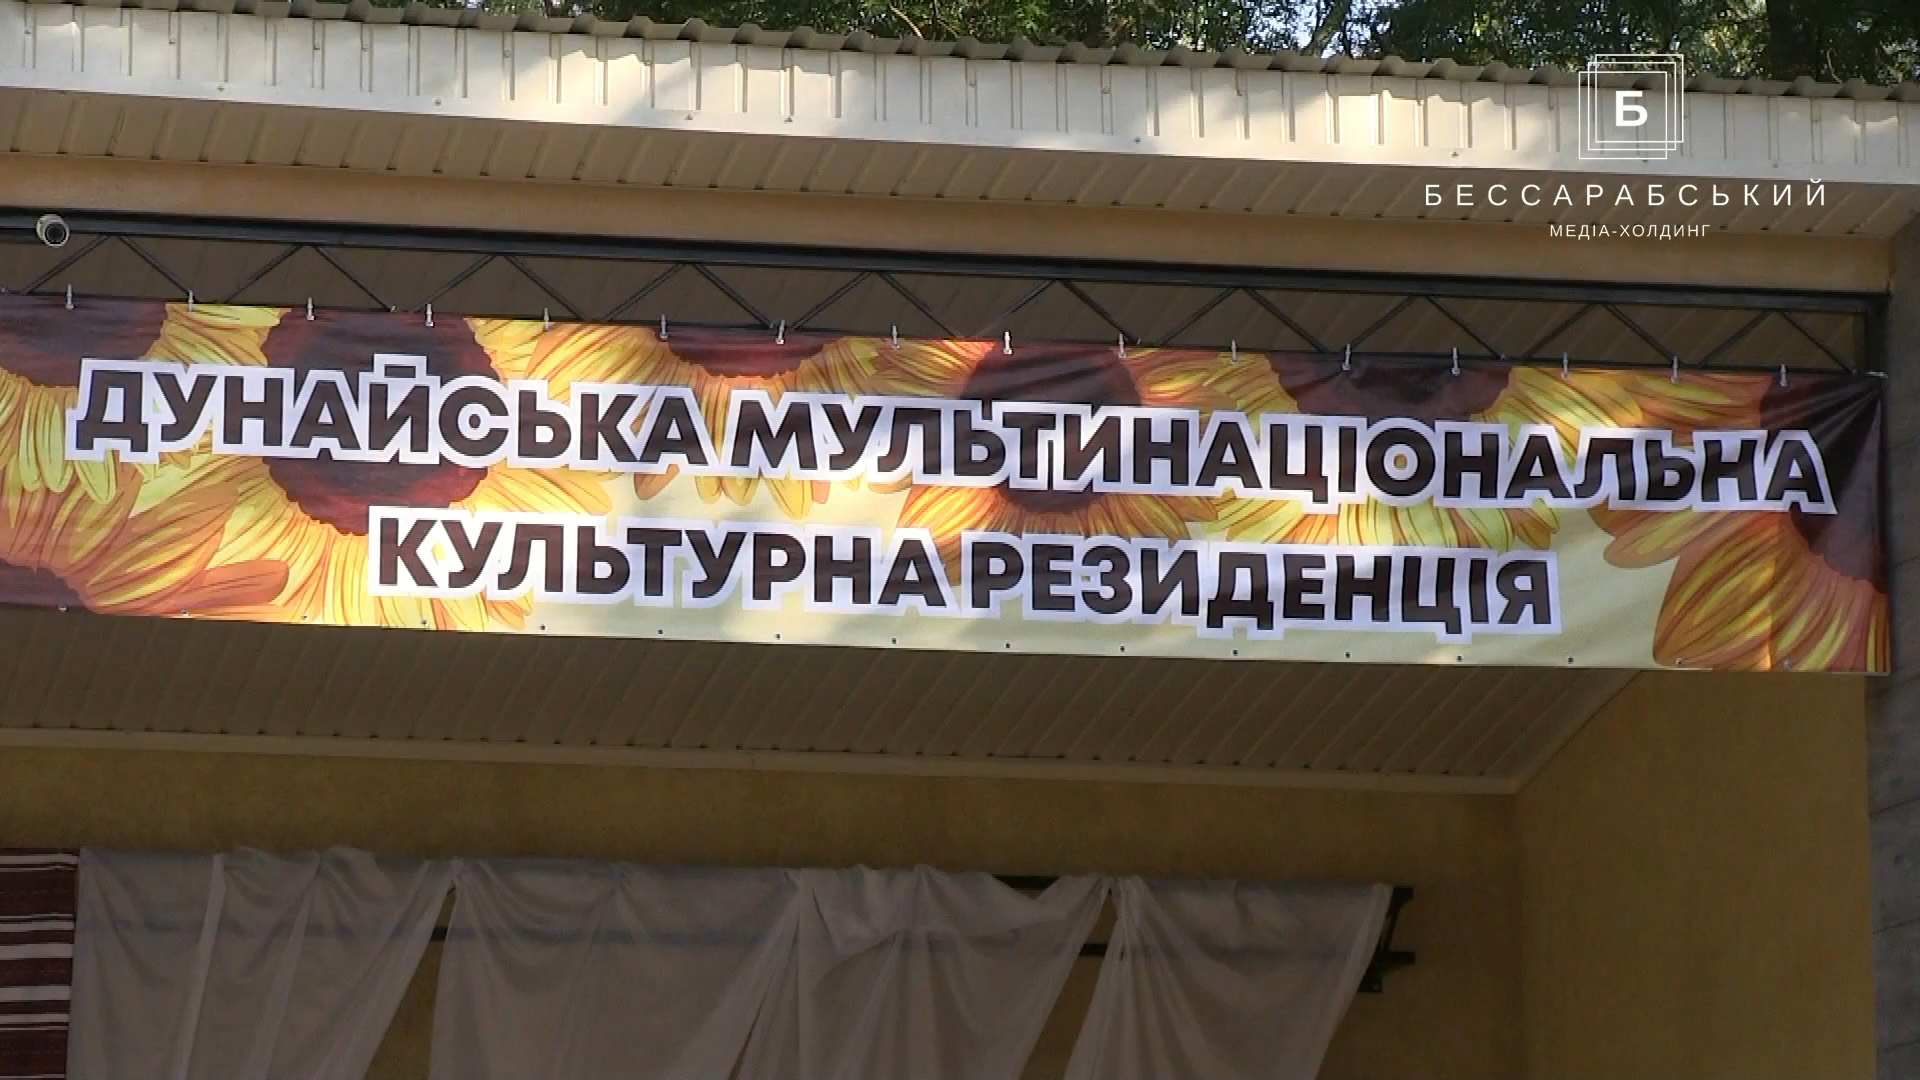 Б
БЕССАРАБСЬКИЙ
МЕДІА-ХОЛДИНГ
ДУНАЙСЬКА МУЛЬТИНАЦІОНАЛЬНА
КУЛЬТУРНА РЕЗИДЕНЦІЯ